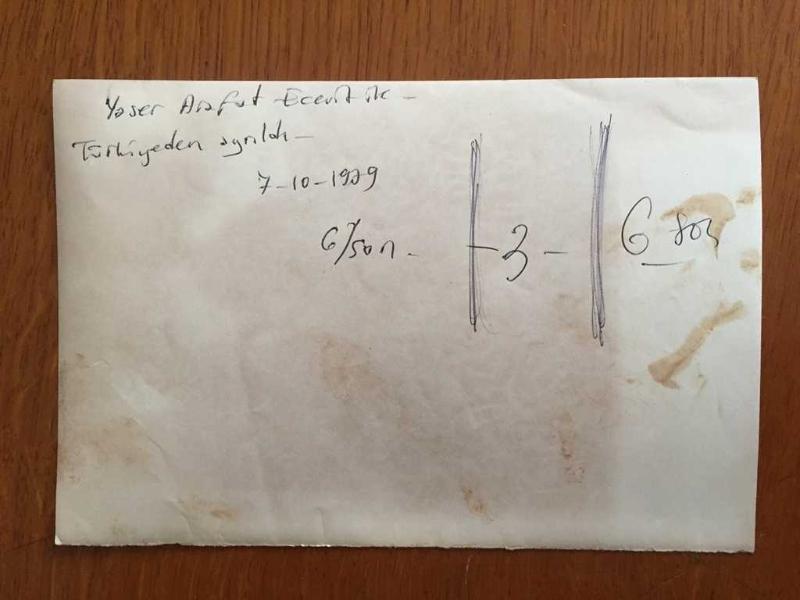 Yaser Arafat Ecevit ile -
Türkiyeden ayrıldı -
7-10-1979
6/son -
- 3 -
6 son